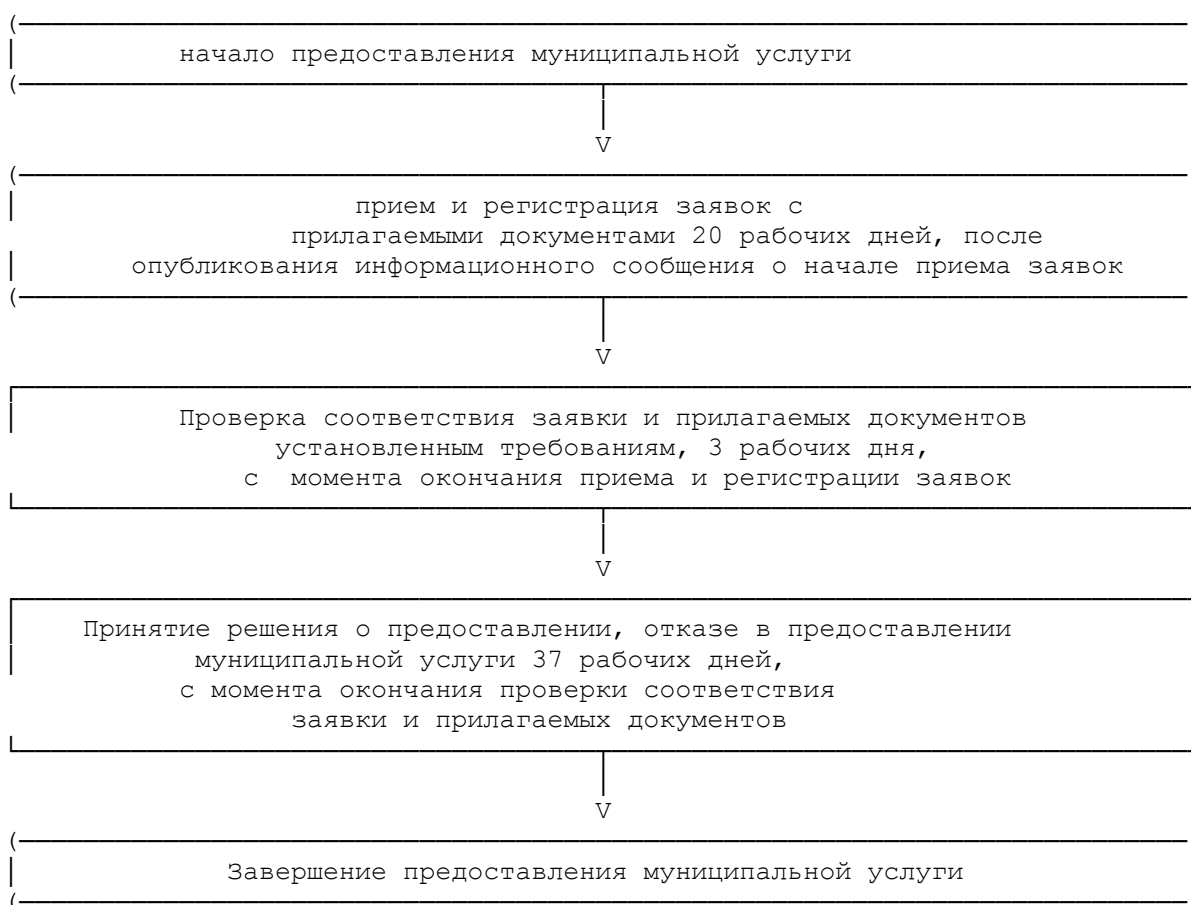 начало предоставления муниципальной услуги
V
прием и регистрация заявок с
прилагаемыми документами 20 рабочих дней, после
опубликования информационного сообщения о начале приема заявок
V
Проверка соответствия заявки и прилагаемых документов
установленным требованиям, 3 рабочих дня,
с момента окончания приема и регистрации заявок
V
Принятие решения о предоставлении, отказе в предоставлении
муниципальной услуги 37 рабочих дней,
с момента окончания проверки соответствия
заявки и прилагаемых документов
V
Завершение предоставления муниципальной услуги